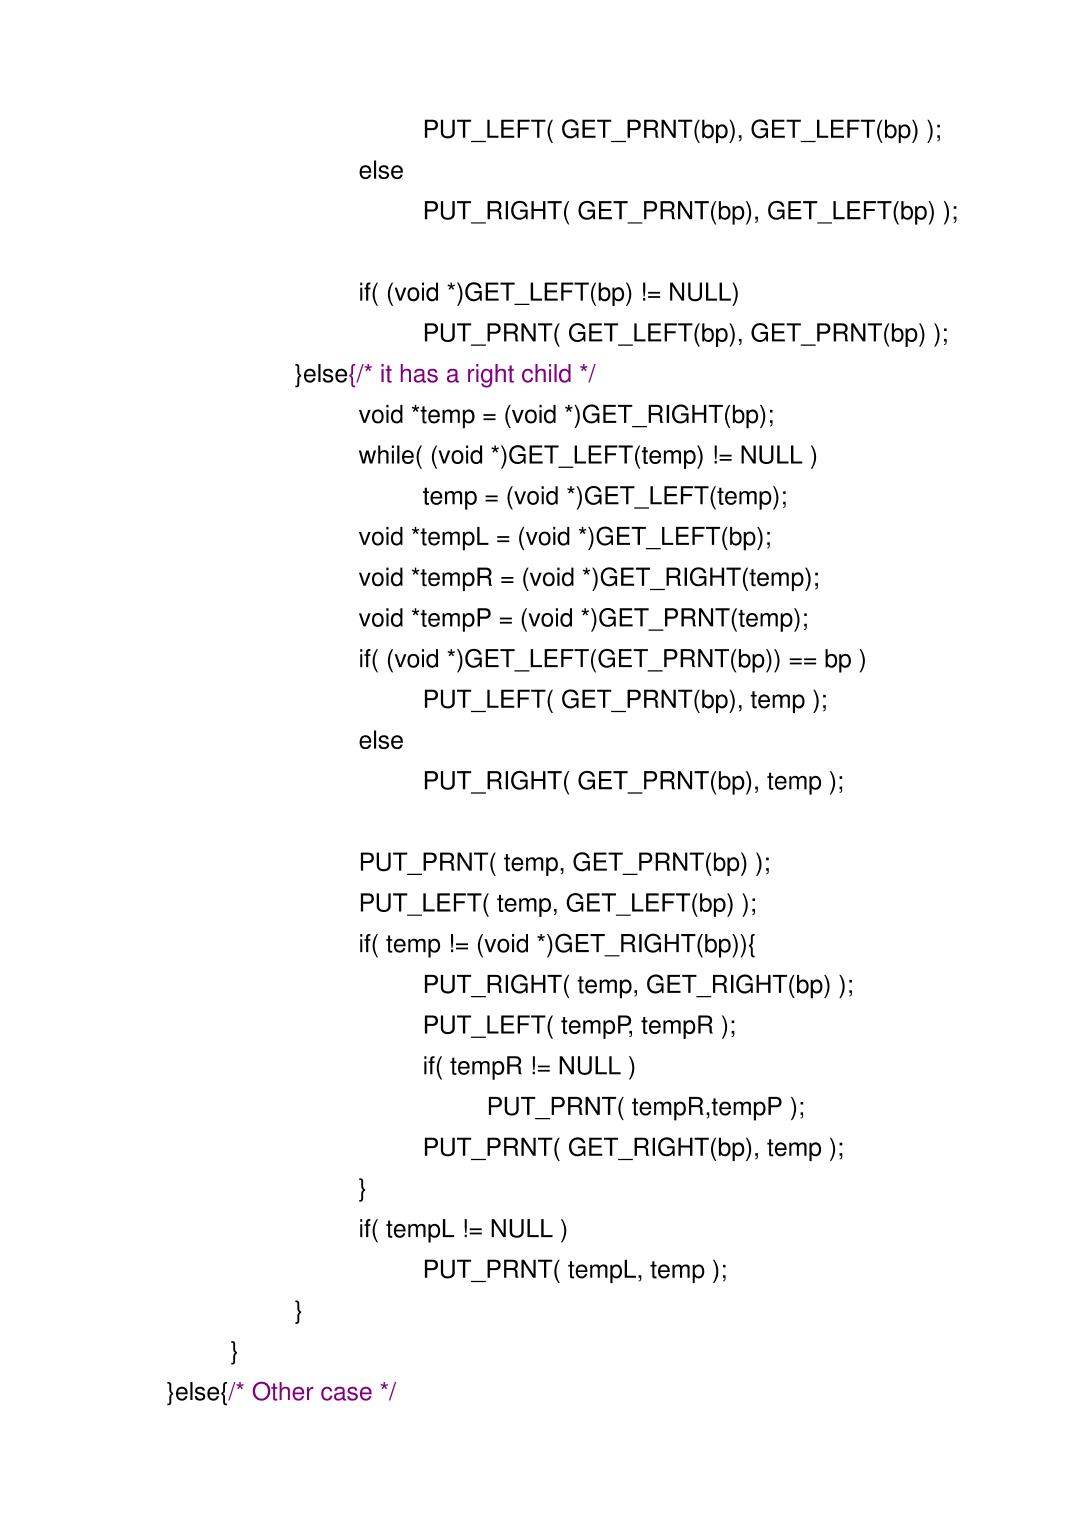 PUT_LEFT( GET_PRNT(bp), GET_LEFT(bp) );
else
PUT_RIGHT( GET_PRNT(bp), GET_LEFT(bp) );
if( (void *)GET_LEFT(bp) != NULL)
PUT_PRNT( GET_LEFT(bp), GET_PRNT(bp) );
}else{/* it has a right child */
void *temp = (void *)GET_RIGHT(bp);
while( (void *)GET_LEFT(temp) != NULL )
temp = (void *)GET_LEFT(temp);
void *tempL = (void *)GET_LEFT(bp);
void *tempR = (void *)GET_RIGHT(temp);
void *tempP = (void *)GET_PRNT(temp);
if( (void *)GET_LEFT(GET_PRNT(bp)) == bp )
PUT_LEFT( GET_PRNT(bp), temp );
else
PUT_RIGHT( GET_PRNT(bp), temp );
PUT_PRNT( temp, GET_PRNT(bp) );
PUT_LEFT( temp, GET_LEFT(bp) );
if( temp != (void *)GET_RIGHT(bp)){
PUT_RIGHT( temp, GET_RIGHT(bp) );
PUT_LEFT( tempP, tempR );
if( tempR != NULL )
PUT_PRNT( tempR,tempP );
PUT_PRNT( GET_RIGHT(bp), temp );
}
if( tempL != NULL )
PUT_PRNT( tempL, temp );
}
}
}else{/* Other case */